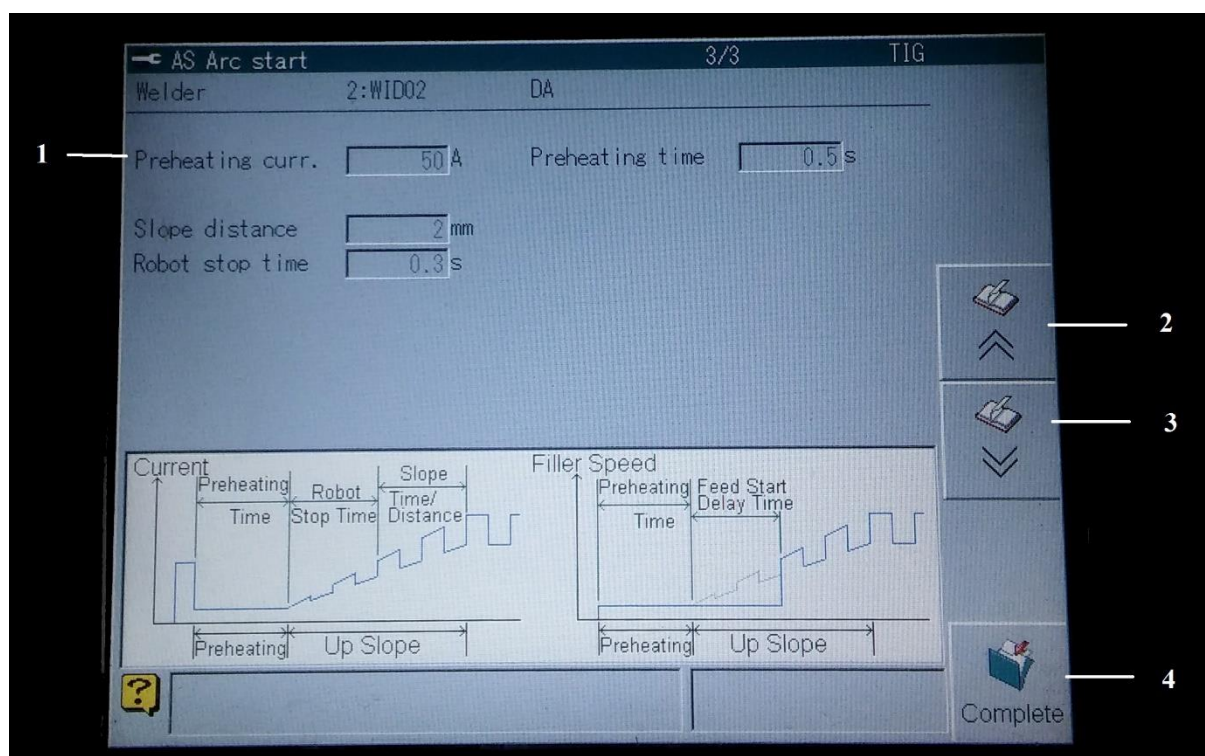 AS Arc start 3/3 TIG
Welder 2:WID02 DA
1
Preheating curr. 50 A Preheating time 0.5 s
Slope distance 2 mm
Robot stop time 0.3 s
2
3
Current
Preheating
Time
Robot
Stop Time
Slope
Time/
Distance
Preheating
Up Slope
Filler Speed
Preheating
Time
Feed Start
Delay Time
Preheating
Up Slope
?
4
Complete